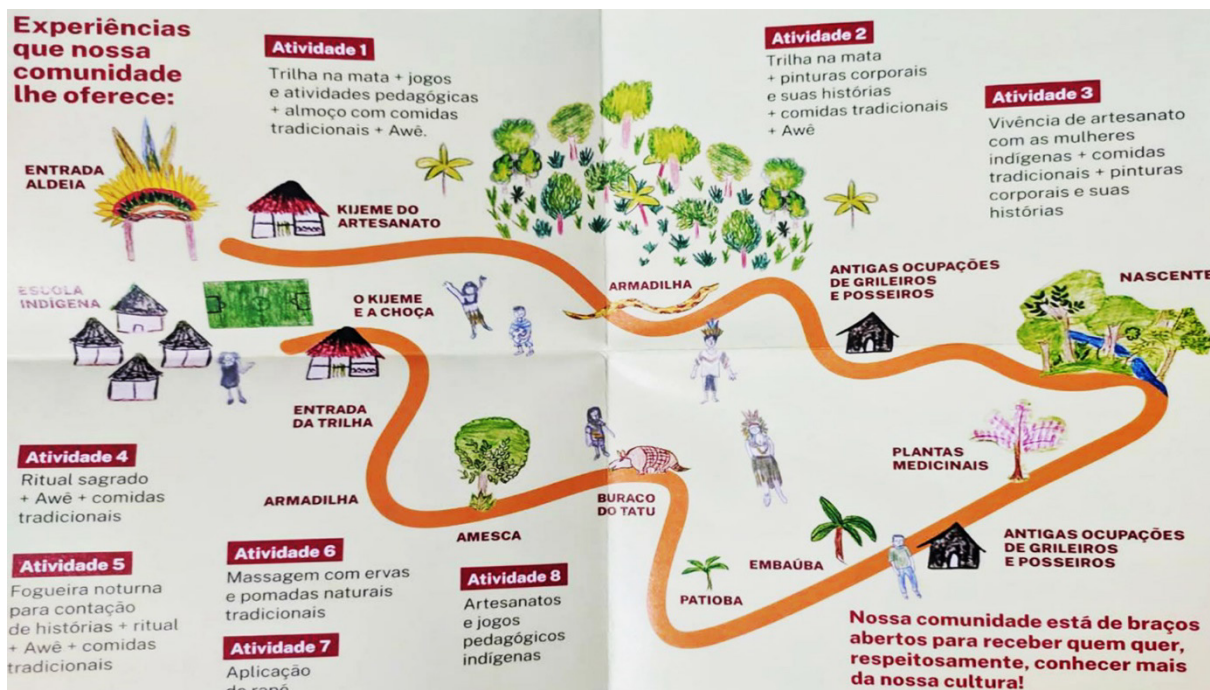 Experiências
que nossa
comunidade
lhe oferece:
Atividade 1
Trilha na mata + jogos
e atividades pedagógicas
+ almoço com comidas
tradicionais + Awê.
Atividade 2
Trilha na mata
+ pinturas corporais
e suas histórias
+ comidas tradicionais
+ Awê
Atividade 3
Vivência de artesanato
com as mulheres
indígenas + comidas
tradicionais + pinturas
corporais e suas
histórias
ENTRADA
ALDEIA
KIJEME DO
ARTESANATO
ESCOLA
INDÍGENA
O KIJEME
E A CHOÇA
ARMADILHA
ANTIGAS OCUPAÇÕES
DE GRILEIROS
E POSSEIROS
NASCENTE
ENTRADA
DA TRILHA
ARMADILHA
AMESCA
BURACO
DO TATU
PATIOBA
EMBAÚBA
PLANTAS
MEDICINAIS
ANTIGAS OCUPAÇÕES
DE GRILEIROS
E POSSEIROS
Atividade 4
Ritual sagrado
+ Awê + comidas
tradicionais
Atividade 5
Fogueira noturna
para contação
de histórias + ritual
+ Awê + comidas
tradicionais
Atividade 6
Massagem com ervas
e pomadas naturais
tradicionais
Atividade 7
Aplicação
de rapé
Atividade 8
Artesanatos
e jogos
pedagógicos
indígenas
Nossa comunidade está de braços
abertos para receber quem quer,
respeitosamente, conhecer mais
da nossa cultura!